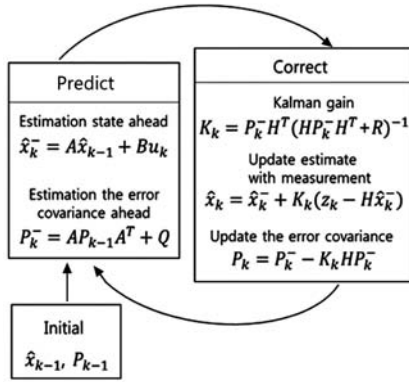 Predict
Estimation state ahead
x̂ₖ⁻ = Ax̂ₖ₋₁ + Buₖ
Estimation the error
covariance ahead
Pₖ⁻ = APₖ₋₁Aᵀ + Q
Initial
x̂ₖ₋₁, Pₖ₋₁
Correct
Kalman gain
Kₖ = Pₖ⁻Hᵀ(HPₖ⁻Hᵀ+R)⁻¹
Update estimate
with measurement
x̂ₖ = x̂ₖ⁻ + Kₖ(zₖ − Hx̂ₖ⁻)
Update the error covariance
Pₖ = Pₖ⁻ − KₖHPₖ⁻